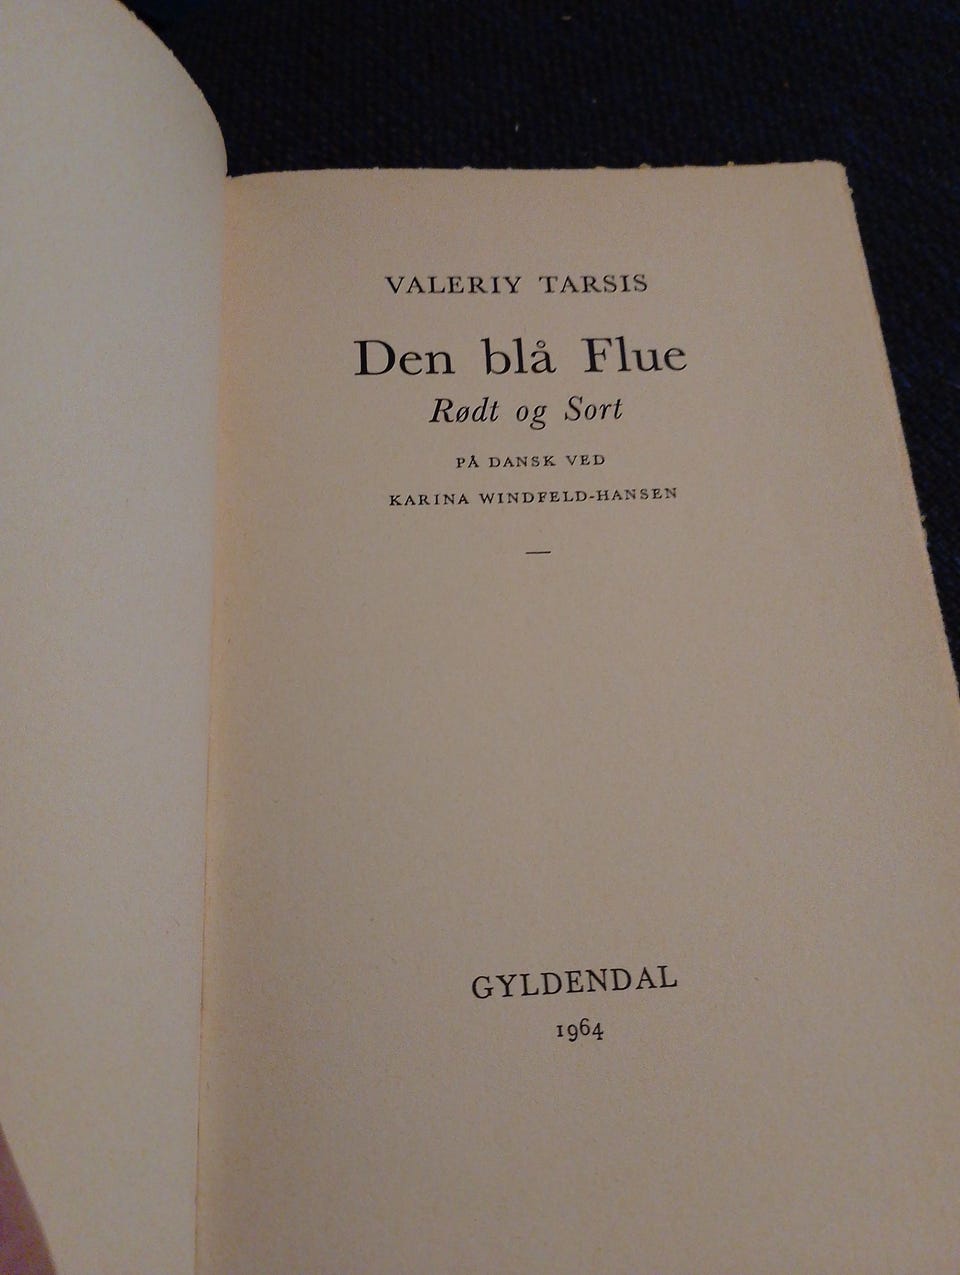 VALERIY TARSIS
Den blå Flue
Rødt og Sort
PÅ DANSK VED
KARINA WINDFELD-HANSEN
—
GYLDENDAL
1964